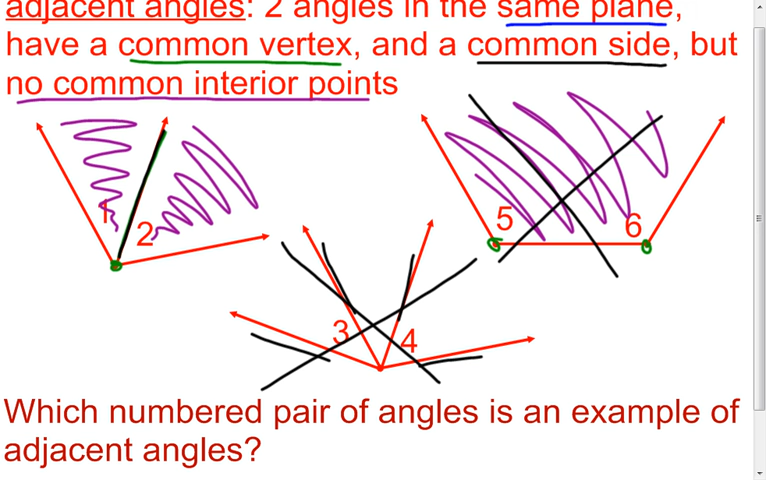 adjacent angles: 2 angles in the same plane,
have a common vertex, and a common side, but
no common interior points
1
2
5
6
3
4
Which numbered pair of angles is an example of
adjacent angles?